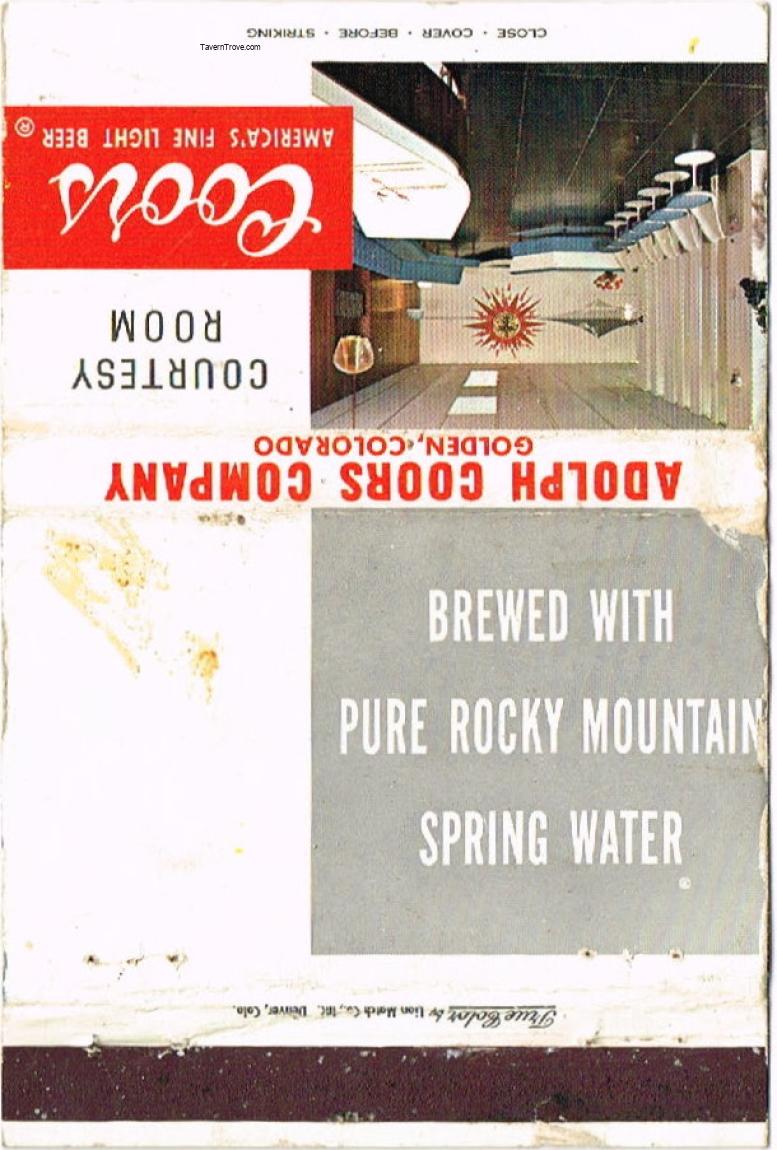 CLOSE · COVER · BEFORE · STRIKING
TavernTrove.com
AMERICA'S FINE LIGHT BEER ®
Coors
COURTESY
ROOM
ADOLPH COORS COMPANY
GOLDEN, COLORADO
BREWED WITH
PURE ROCKY MOUNTAIN
SPRING WATER
®
True Color by Lion Match Co., Inc. Denver, Colo.